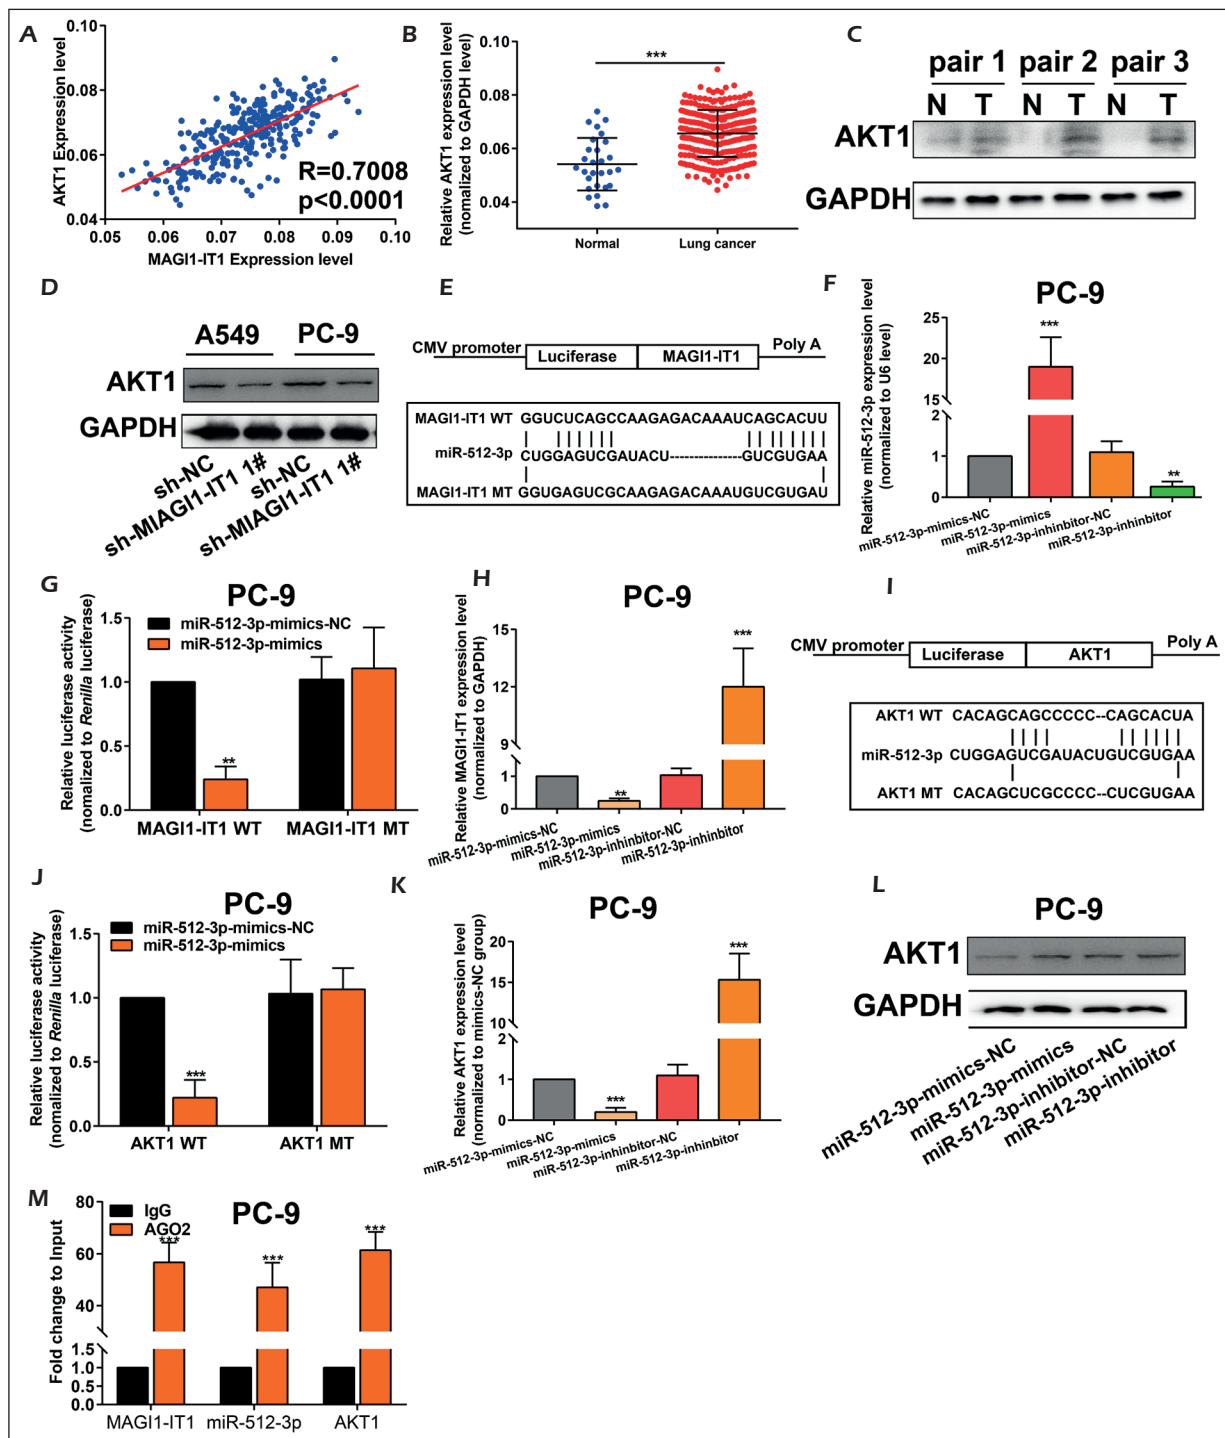 A
AKT1 Expression level
0.10
0.08
0.06
0.04
0.05
0.06
0.07
0.08
0.09
0.10
R=0.7008
p<0.0001
MAGI1-IT1 Expression level
B
Relative AKT1 expression level
(nomalized to GAPDH level)
0.10
0.08
0.06
0.04
***
Normal
Lung cancer
C
pair 1 pair 2 pair 3
N T N T N T
AKT1
GAPDH
D
A549 PC-9
AKT1
GAPDH
sh-NC
sh-MIAGI1-IT1 1#
sh-NC
sh-MIAGI1-IT1 1#
E
CMV promoter Luciferase MAGI1-IT1 Poly A
MAGI1-IT1 WT GGUCUCAGCCAAGAGACAAAUCAGCACUU
miR-512-3p CUGGAGUCGAUACU--------------GUCGUGAA
MAGI1-IT1 MT GGUGAGUCGCAAGAGACAAAUGUCGUGAU
F
PC-9
Relative miR-512-3p expression level
(normalized to U6 level)
25
20
15
2
1
0
***
**
miR-512-3p-mimics-NC
miR-512-3p-mimics
miR-512-3p-inhinbitor-NC
miR-512-3p-inhinbitor
G
PC-9
Relative luciferase activity
(nomalized to Renilla luciferase)
1.5
1.0
0.5
0.0
miR-512-3p-mimics-NC
miR-512-3p-mimics
**
MAGI1-IT1 WT
MAGI1-IT1 MT
H
PC-9
Relative MAGI1-IT1 expression level
(normalized to GAPDH)
15
12
9
1
0
**
***
miR-512-3p-mimics-NC
miR-512-3p-mimics
miR-512-3p-inhinbitor-NC
miR-512-3p-inhinbitor
I
CMV promoter Luciferase AKT1 Poly A
AKT1 WT CACAGCAGCCCCCC--CAGCACUA
miR-512-3p CUGGAGUCGAUACUGUCGUGAA
AKT1 MT CACAGCUCGCCCC--CUCGUGAA
J
PC-9
Relative luciferase activity
(nomalized to Renilla luciferase)
1.5
1.0
0.5
0.0
miR-512-3p-mimics-NC
miR-512-3p-mimics
***
AKT1 WT
AKT1 MT
K
PC-9
Relative AKT1 expression level
(normalized to mimics-NC group)
20
15
10
2
1
0
***
***
miR-512-3p-mimics-NC
miR-512-3p-mimics
miR-512-3p-inhinbitor-NC
miR-512-3p-inhinbitor
L
PC-9
AKT1
GAPDH
miR-512-3p-mimics-NC
miR-512-3p-mimics
miR-512-3p-inhibitor-NC
miR-512-3p-inhibitor
M
PC-9
Fold change to Input
80
60
40
1.5
1.0
0.5
0.0
IgG
AGO2
***
***
***
MAGI1-IT1
miR-512-3p
AKT1